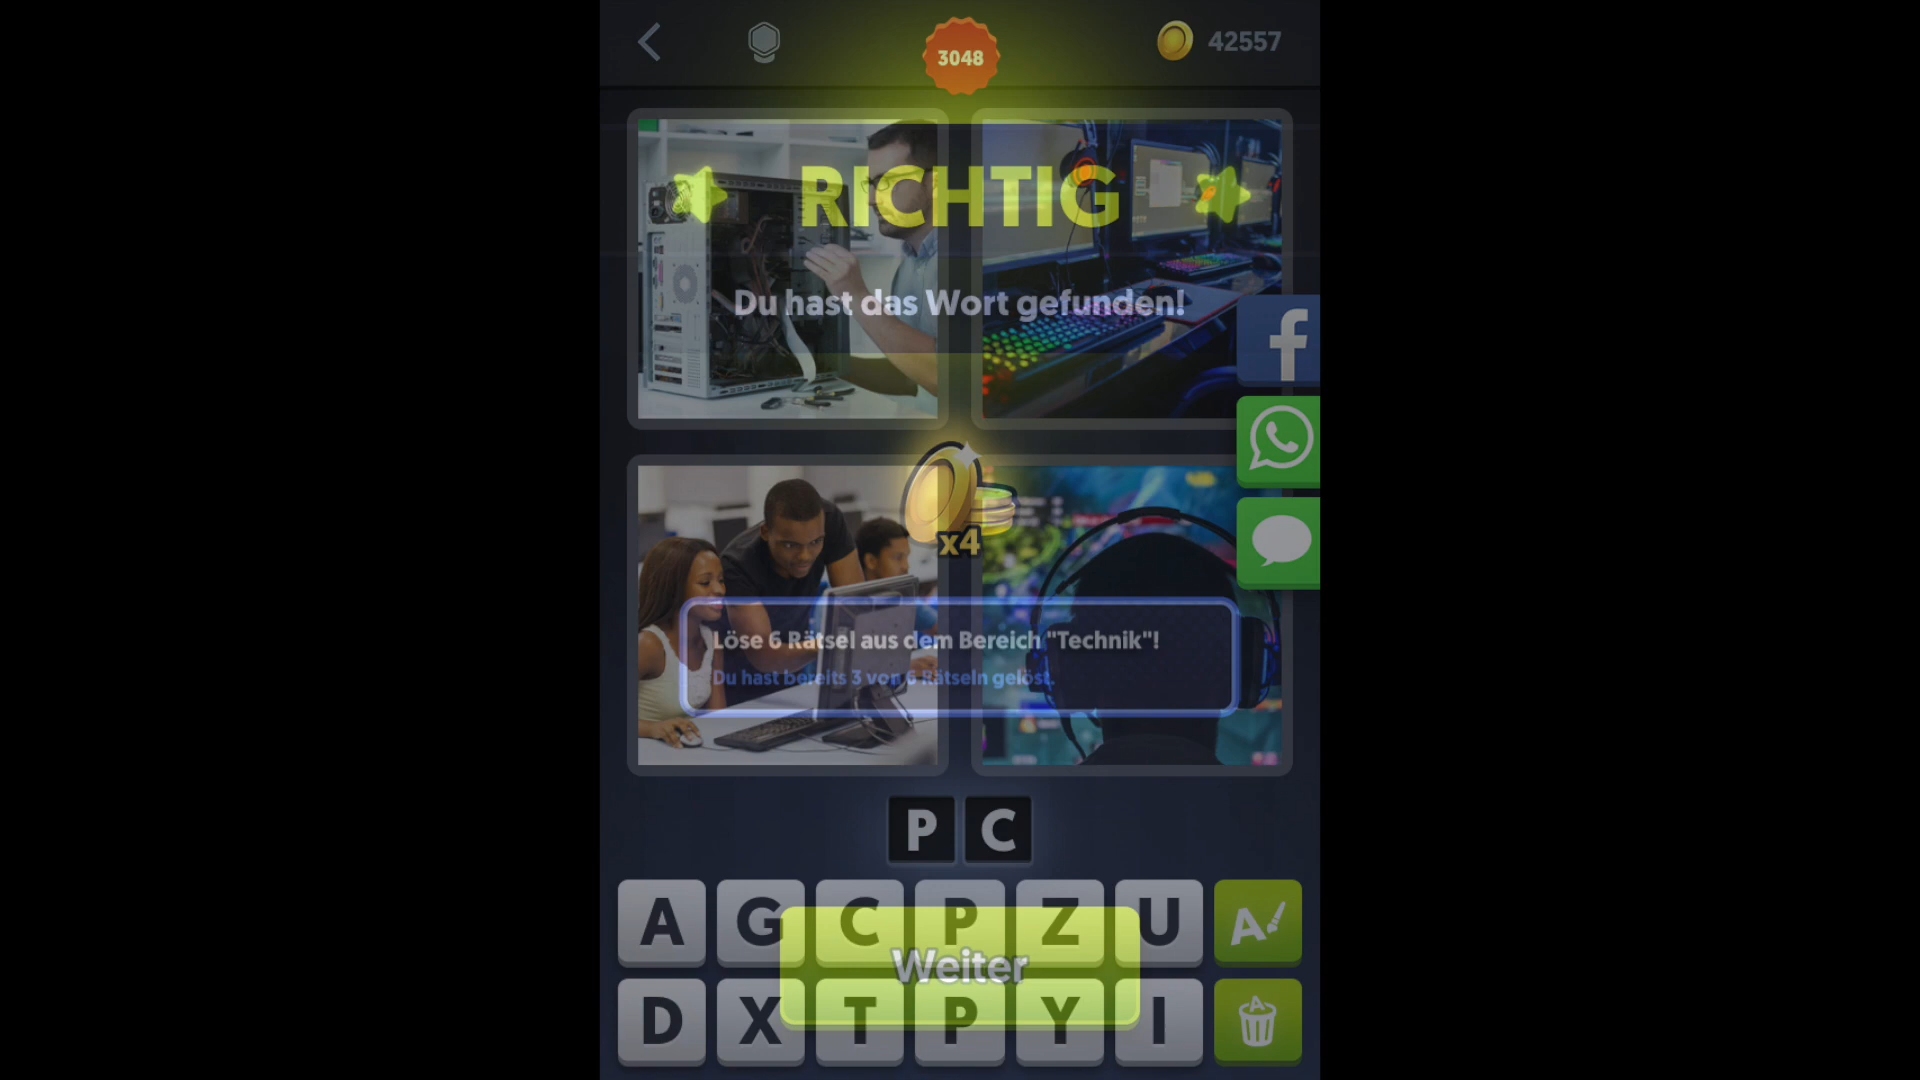 3048
42557
RICHTIG
Du hast das Wort gefunden!
x4
Löse 6 Rätsel aus dem Bereich "Technik"!
Du hast bereits 3 von 6 Rätseln gelöst.
P C
A G C P Z U A
Weiter
D X T P Y I A